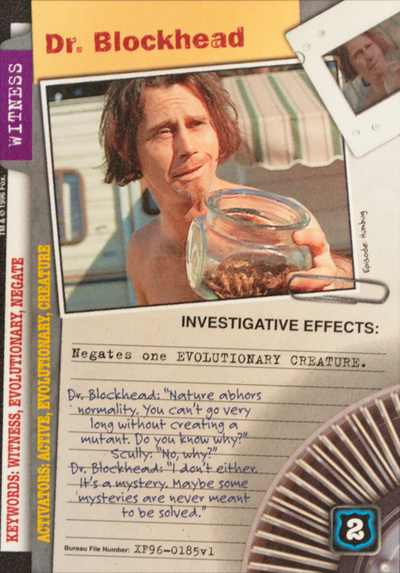 Dr. Blockhead
WITNESS
TM & © 1996 Fox.
KEYWORDS: WITNESS, EVOLUTIONARY, NEGATE
ACTIVATORS: ACTIVE, EVOLUTIONARY, CREATURE
Episode: Humbug
INVESTIGATIVE EFFECTS:
Negates one EVOLUTIONARY CREATURE.
Dr. Blockhead: "Nature abhors
normality. You can't go very
long without creating a
mutant. Do you know why?"
Scully: "No, why?"
Dr. Blockhead: "I don't either.
It's a mystery. Maybe some
mysteries are never meant
to be solved."
2
Bureau File Number: XF96-0185v1